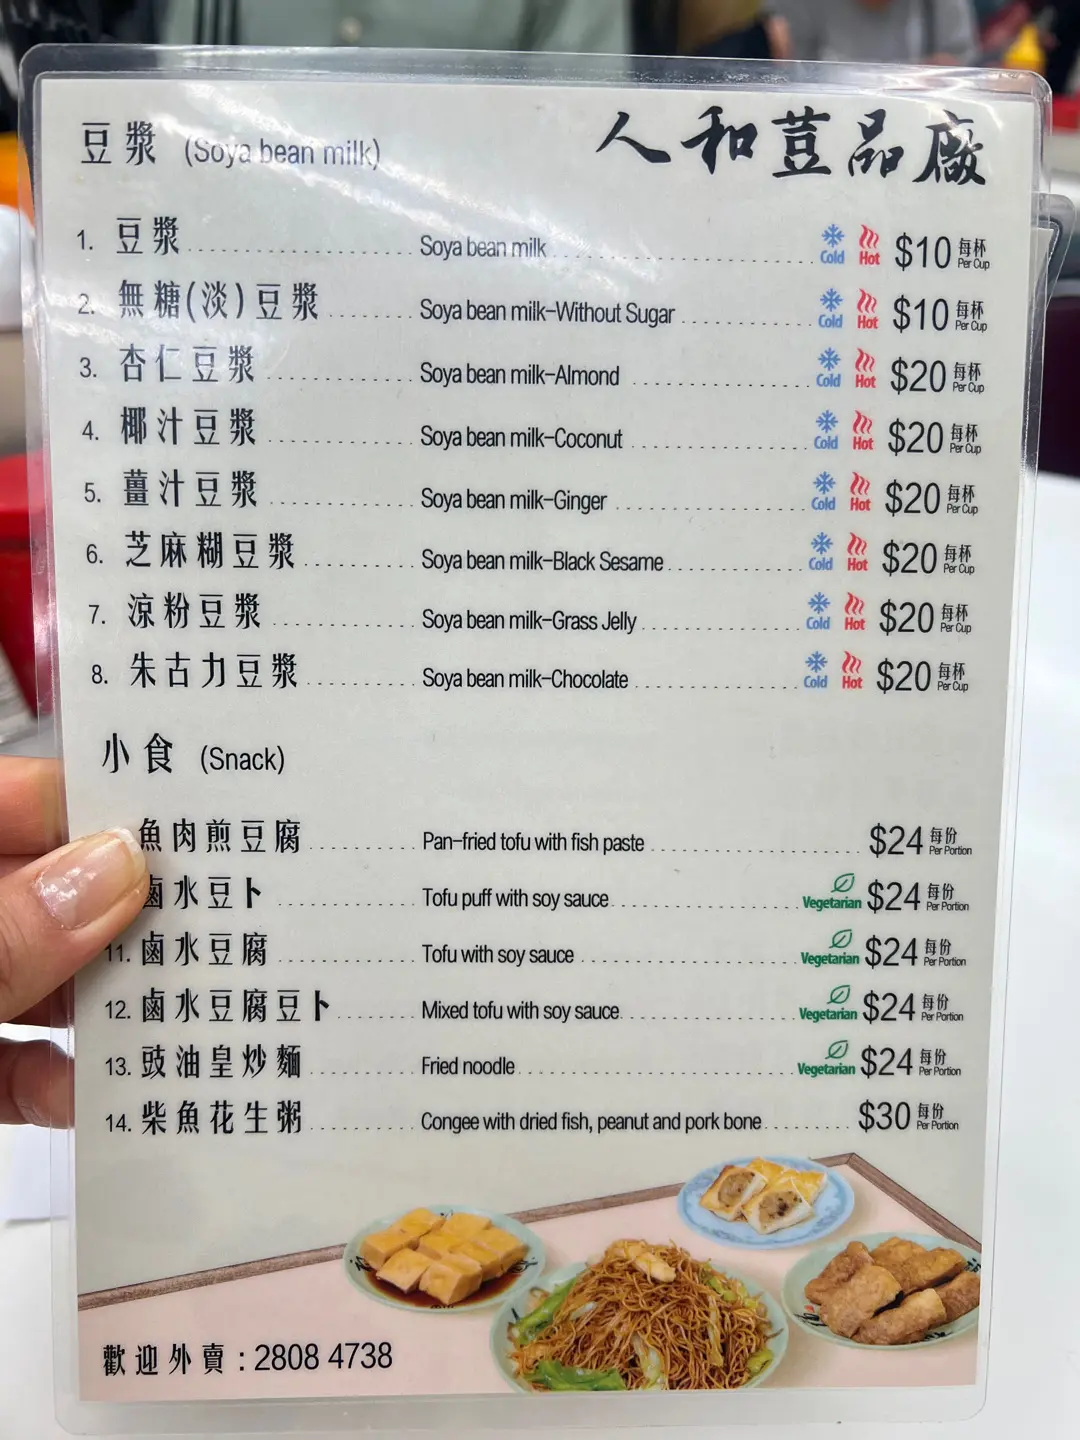 人和荳品廠
豆漿 (Soya bean milk)
1. 豆漿 Soya bean milk Cold Hot $10 每杯 Per Cup
2. 無糖(淡)豆漿 Soya bean milk-Without Sugar Cold Hot $10 每杯 Per Cup
3. 杏仁豆漿 Soya bean milk-Almond Cold Hot $20 每杯 Per Cup
4. 椰汁豆漿 Soya bean milk-Coconut Cold Hot $20 每杯 Per Cup
5. 薑汁豆漿 Soya bean milk-Ginger Cold Hot $20 每杯 Per Cup
6. 芝麻糊豆漿 Soya bean milk-Black Sesame Cold Hot $20 每杯 Per Cup
7. 涼粉豆漿 Soya bean milk-Grass Jelly Cold Hot $20 每杯 Per Cup
8. 朱古力豆漿 Soya bean milk-Chocolate Cold Hot $20 每杯 Per Cup
小食 (Snack)
魚肉煎豆腐 Pan-fried tofu with fish paste $24 每份 Per Portion
鹵水豆卜 Tofu puff with soy sauce Vegetarian $24 每份 Per Portion
11. 鹵水豆腐 Tofu with soy sauce Vegetarian $24 每份 Per Portion
12. 鹵水豆腐豆卜 Mixed tofu with soy sauce Vegetarian $24 每份 Per Portion
13. 豉油皇炒麵 Fried noodle Vegetarian $24 每份 Per Portion
14. 柴魚花生粥 Congee with dried fish, peanut and pork bone $30 每份 Per Portion
歡迎外賣 : 2808 4738